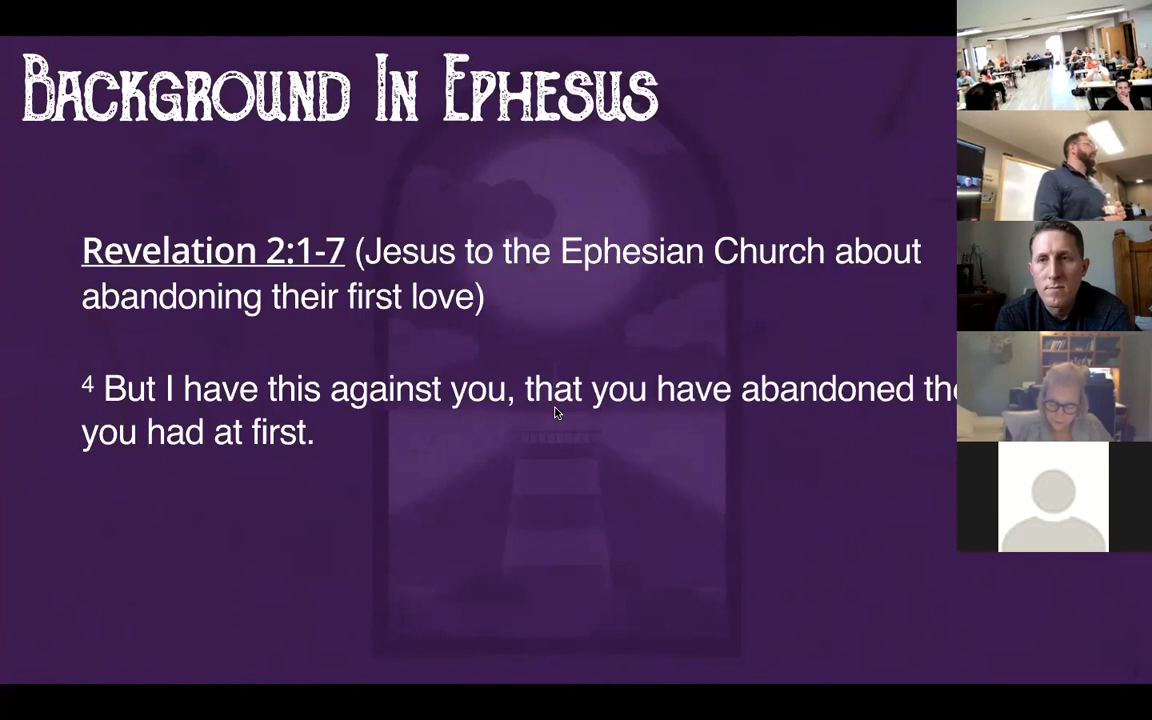 Background In Ephesus
Revelation 2:1-7 (Jesus to the Ephesian Church about
abandoning their first love)
4 But I have this against you, that you have abandoned the
you had at first.